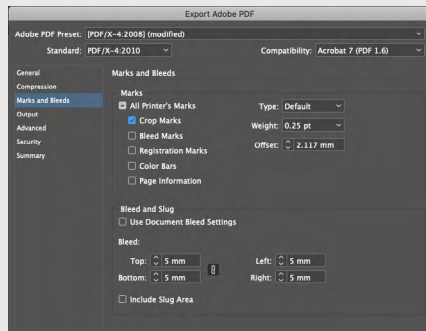 Export Adobe PDF
Adobe PDF Preset: [PDF/X-4:2008] (modified)
Standard: PDF/X-4:2010 Compatibility: Acrobat 7 (PDF 1.6)
General
Compression
Marks and Bleeds
Output
Advanced
Security
Summary
Marks and Bleeds
Marks
All Printer's Marks
Crop Marks
Bleed Marks
Registration Marks
Color Bars
Page Information
Type: Default
Weight: 0.25 pt
Offset: 2.117 mm
Bleed and Slug
Use Document Bleed Settings
Bleed:
Top: 5 mm Left: 5 mm
Bottom: 5 mm Right: 5 mm
Include Slug Area